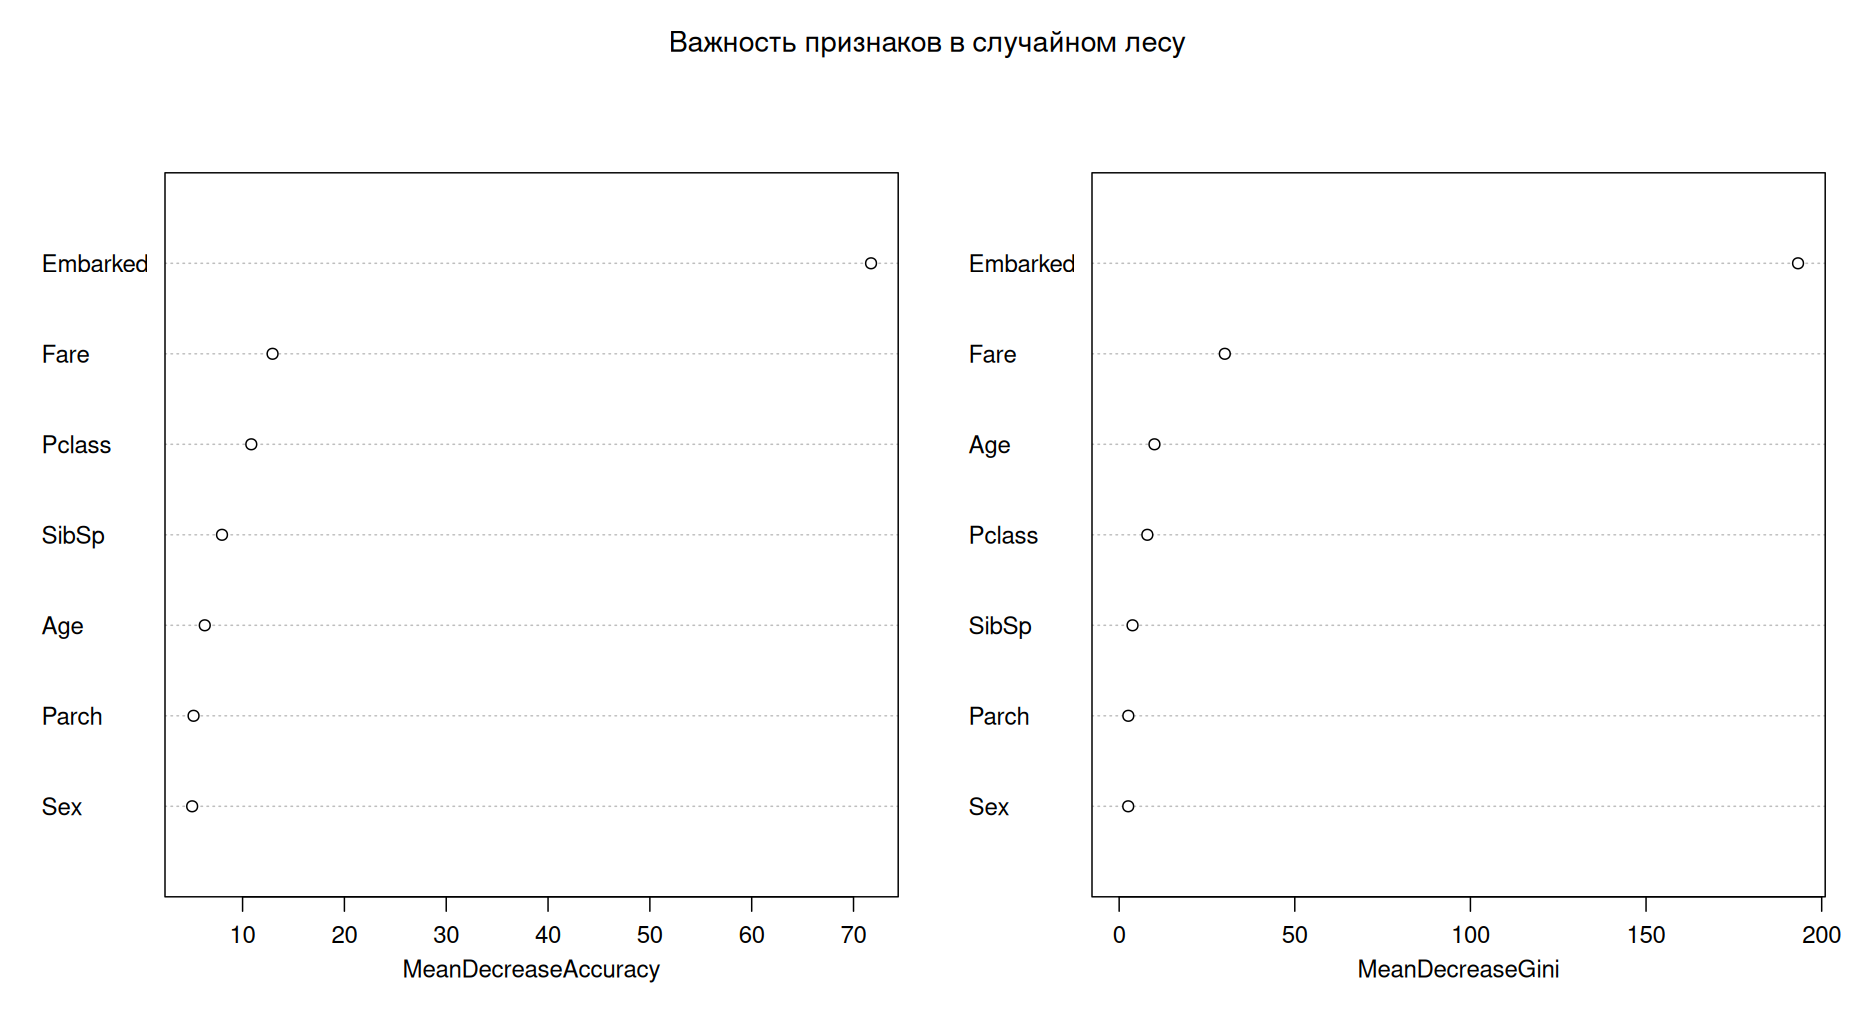 Важность признаков в случайном лесу
Embarked
Fare
Pclass
SibSp
Age
Parch
Sex
10 20 30 40 50 60 70
MeanDecreaseAccuracy
Embarked
Fare
Age
Pclass
SibSp
Parch
Sex
0 50 100 150 200
MeanDecreaseGini